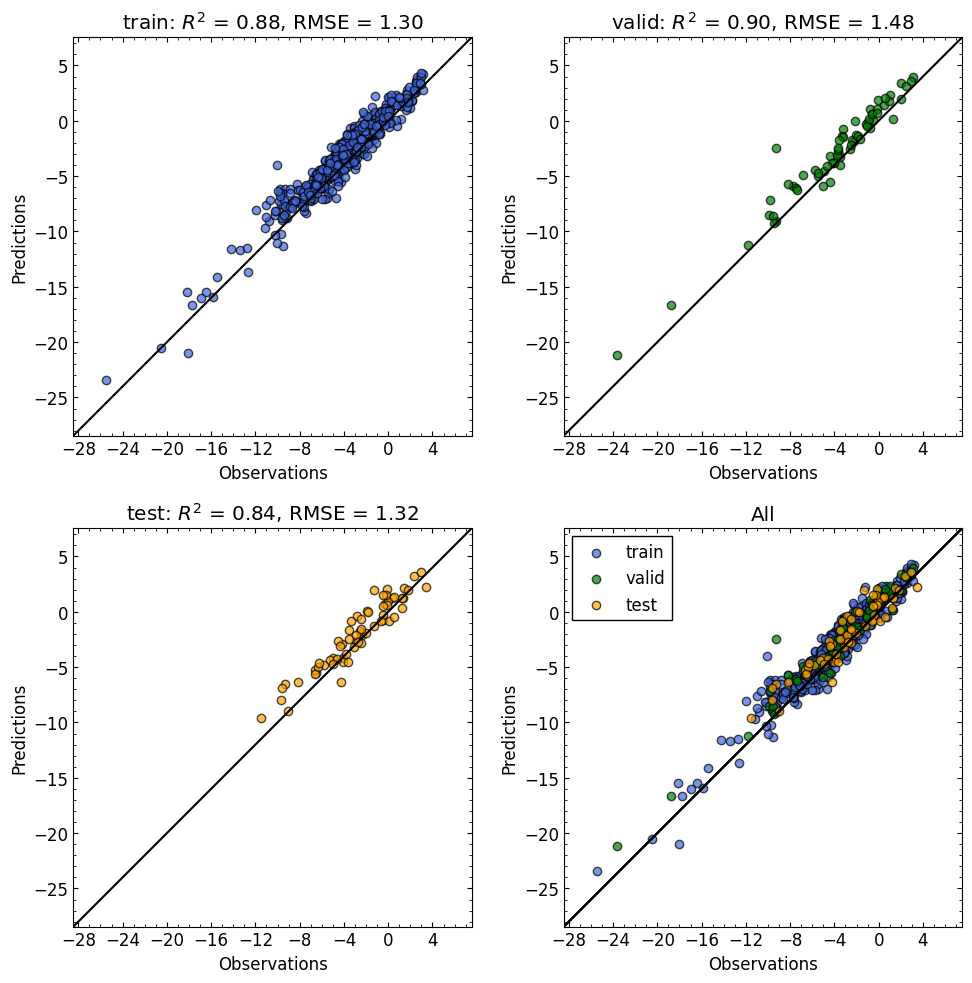 train: R² = 0.88, RMSE = 1.30
5
0
−5
−10
−15
−20
−25
Predictions
−28 −24 −20 −16 −12 −8 −4 0 4
Observations
valid: R² = 0.90, RMSE = 1.48
5
0
−5
−10
−15
−20
−25
Predictions
−28 −24 −20 −16 −12 −8 −4 0 4
Observations
test: R² = 0.84, RMSE = 1.32
5
0
−5
−10
−15
−20
−25
Predictions
−28 −24 −20 −16 −12 −8 −4 0 4
Observations
All
train
valid
test
5
0
−5
−10
−15
−20
−25
Predictions
−28 −24 −20 −16 −12 −8 −4 0 4
Observations